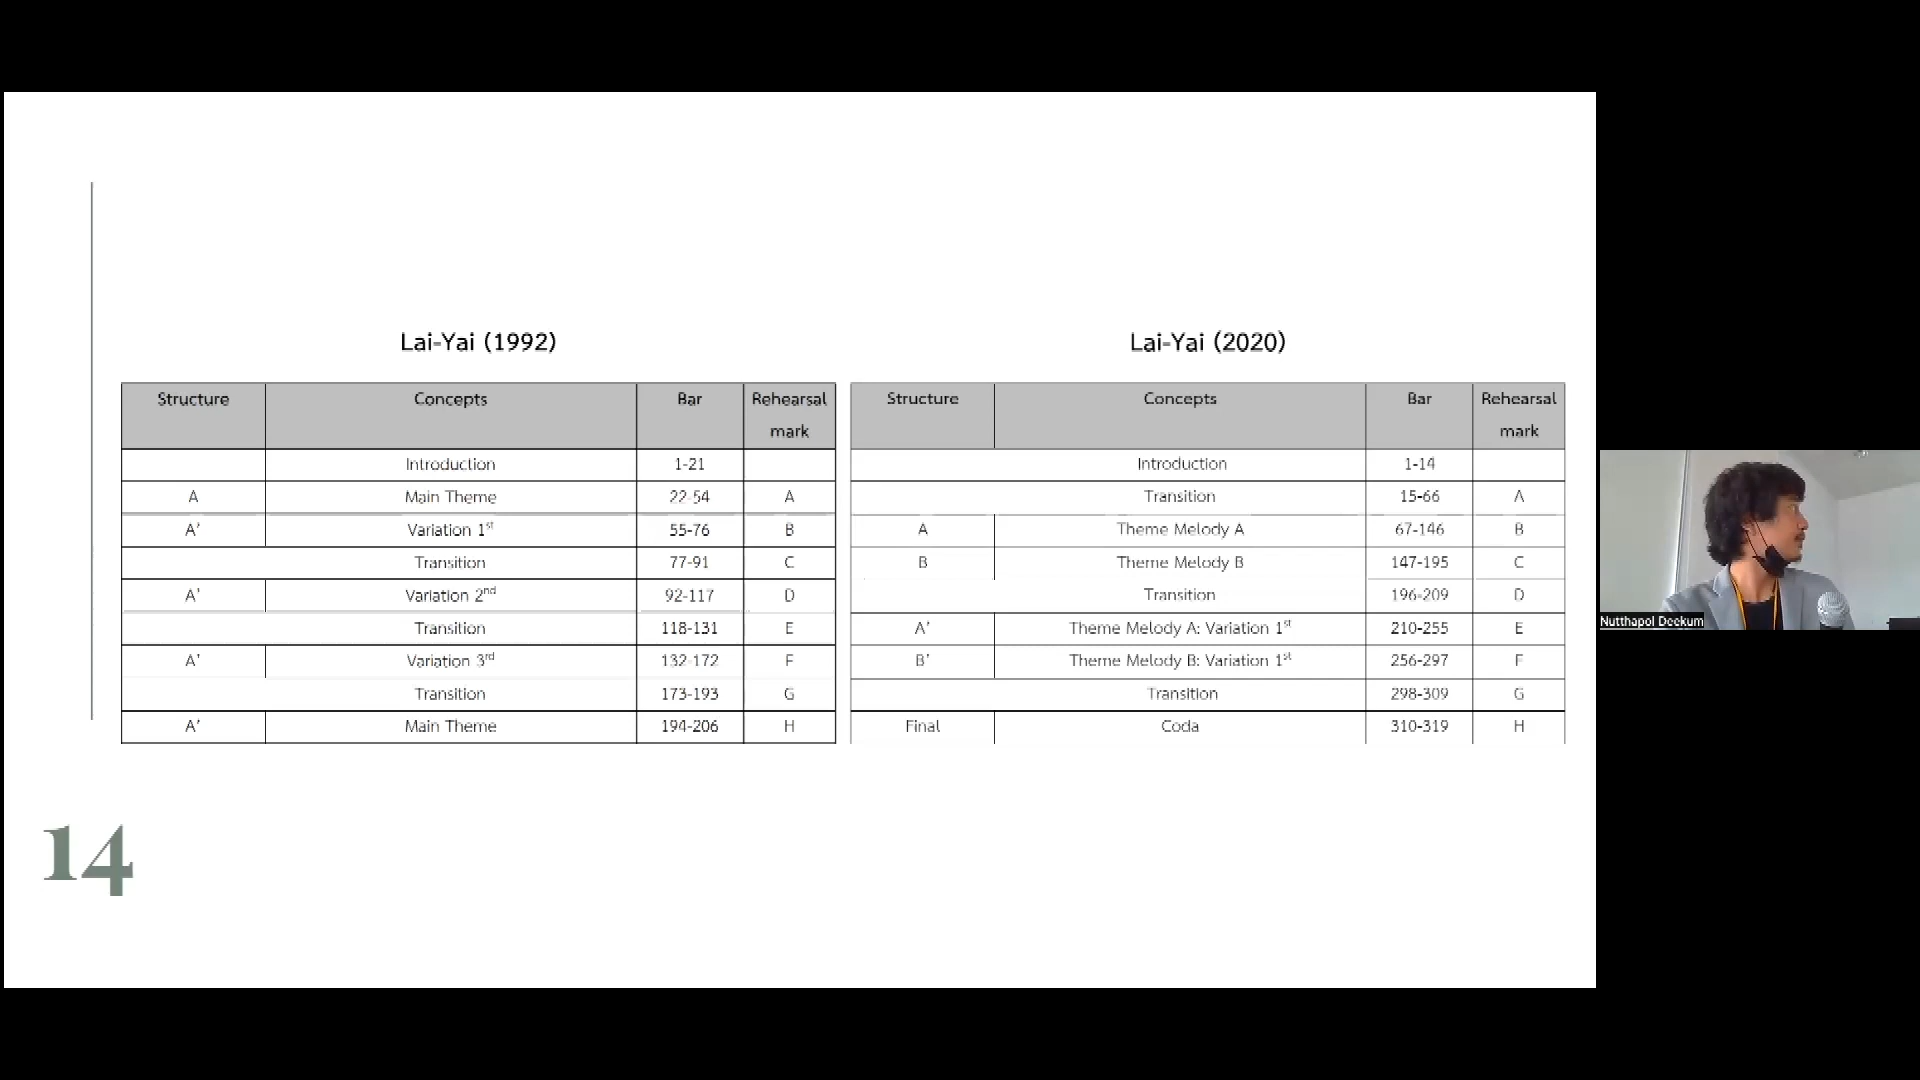 Lai-Yai (1992)
Structure Concepts Bar Rehearsal mark
Introduction 1-21
A Main Theme 22-54 A
A' Variation 1st 55-76 B
Transition 77-91 C
A' Variation 2nd 92-117 D
Transition 118-131 E
A' Variation 3rd 132-172 F
Transition 173-193 G
A' Main Theme 194-206 H
Lai-Yai (2020)
Structure Concepts Bar Rehearsal mark
Introduction 1-14
Transition 15-66 A
A Theme Melody A 67-146 B
B Theme Melody B 147-195 C
Transition 196-209 D
A' Theme Melody A: Variation 1st 210-255 E
B' Theme Melody B: Variation 1st 256-297 F
Transition 298-309 G
Final Coda 310-319 H
14
Nutthapol Deekum